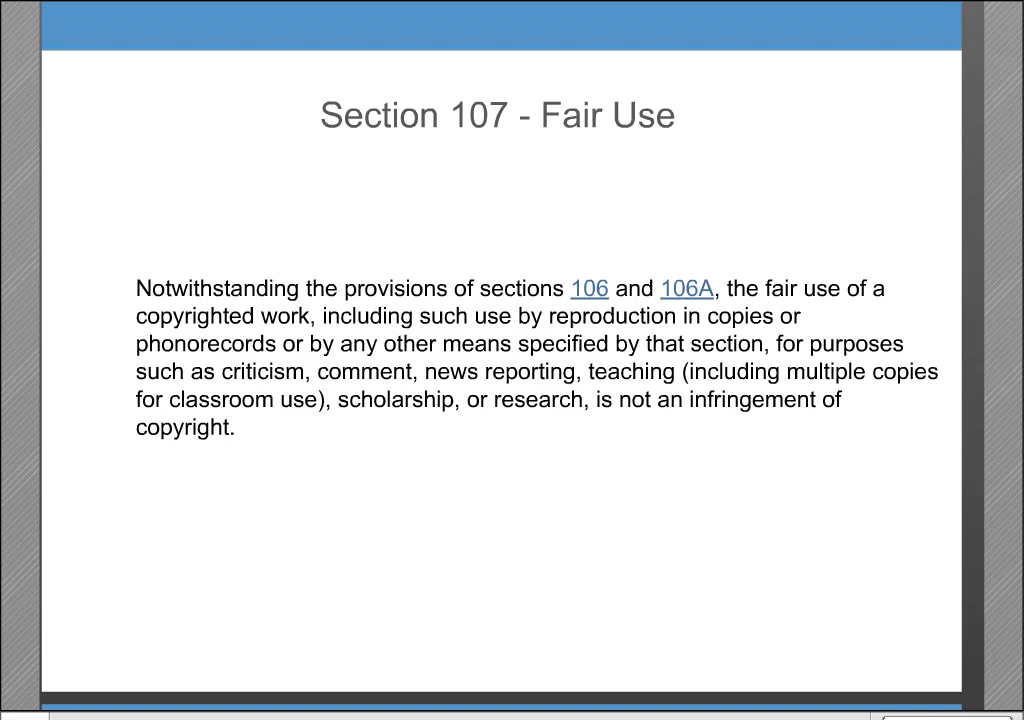 Section 107 - Fair Use
Notwithstanding the provisions of sections 106 and 106A, the fair use of a
copyrighted work, including such use by reproduction in copies or
phonorecords or by any other means specified by that section, for purposes
such as criticism, comment, news reporting, teaching (including multiple copies
for classroom use), scholarship, or research, is not an infringement of
copyright.